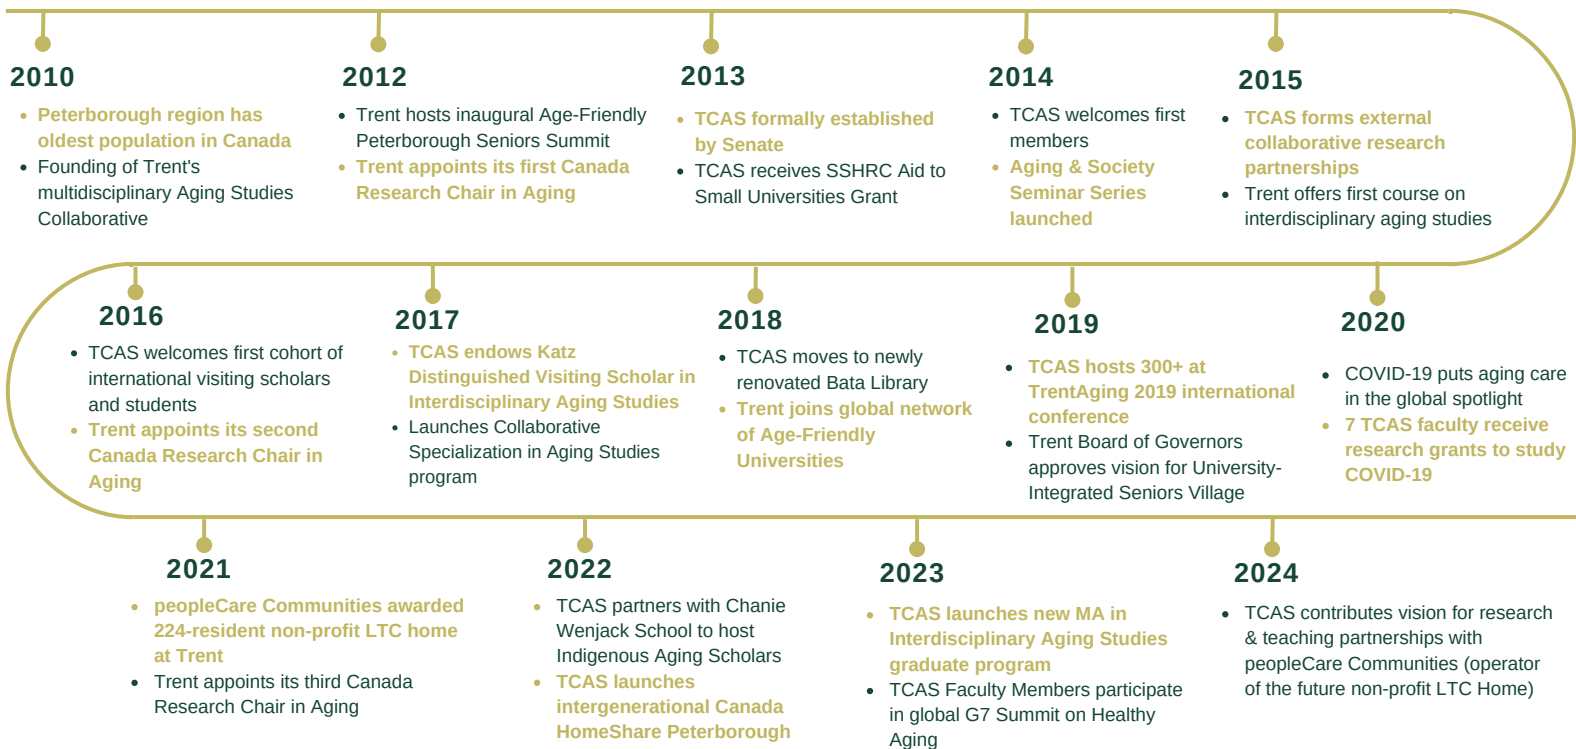 2010
Peterborough region has
oldest population in Canada
Founding of Trent's
multidisciplinary Aging Studies
Collaborative
2012
Trent hosts inaugural Age-Friendly
Peterborough Seniors Summit
Trent appoints its first Canada
Research Chair in Aging
2013
TCAS formally established
by Senate
TCAS receives SSHRC Aid to
Small Universities Grant
2014
TCAS welcomes first
members
Aging & Society
Seminar Series
launched
2015
TCAS forms external
collaborative research
partnerships
Trent offers first course on
interdisciplinary aging studies
2016
TCAS welcomes first cohort of
international visiting scholars
and students
Trent appoints its second
Canada Research Chair in
Aging
2017
TCAS endows Katz
Distinguished Visiting Scholar in
Interdisciplinary Aging Studies
Launches Collaborative
Specialization in Aging Studies
program
2018
TCAS moves to newly
renovated Bata Library
Trent joins global network
of Age-Friendly
Universities
2019
TCAS hosts 300+ at
TrentAging 2019 international
conference
Trent Board of Governors
approves vision for University-
Integrated Seniors Village
2020
COVID-19 puts aging care
in the global spotlight
7 TCAS faculty receive
research grants to study
COVID-19
2021
peopleCare Communities awarded
224-resident non-profit LTC home
at Trent
Trent appoints its third Canada
Research Chair in Aging
2022
TCAS partners with Chanie
Wenjack School to host
Indigenous Aging Scholars
TCAS launches
intergenerational Canada
HomeShare Peterborough
2023
TCAS launches new MA in
Interdisciplinary Aging Studies
graduate program
TCAS Faculty Members participate
in global G7 Summit on Healthy
Aging
2024
TCAS contributes vision for research
& teaching partnerships with
peopleCare Communities (operator
of the future non-profit LTC Home)